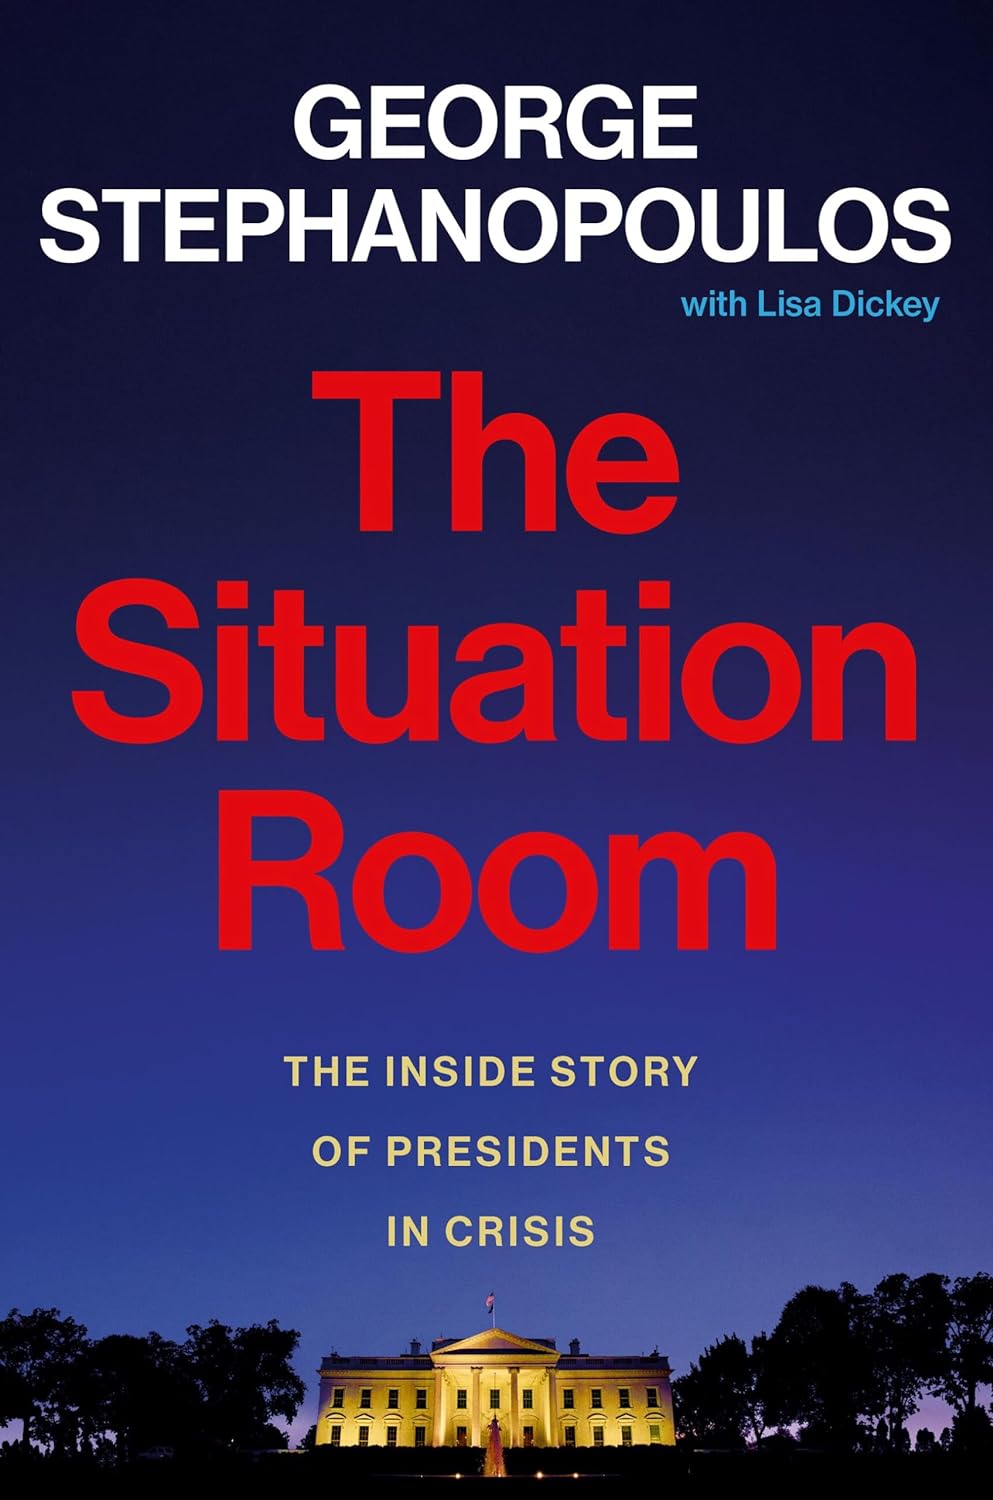 GEORGE
STEPHANOPOULOS
with Lisa Dickey
The
Situation
Room
THE INSIDE STORY
OF PRESIDENTS
IN CRISIS